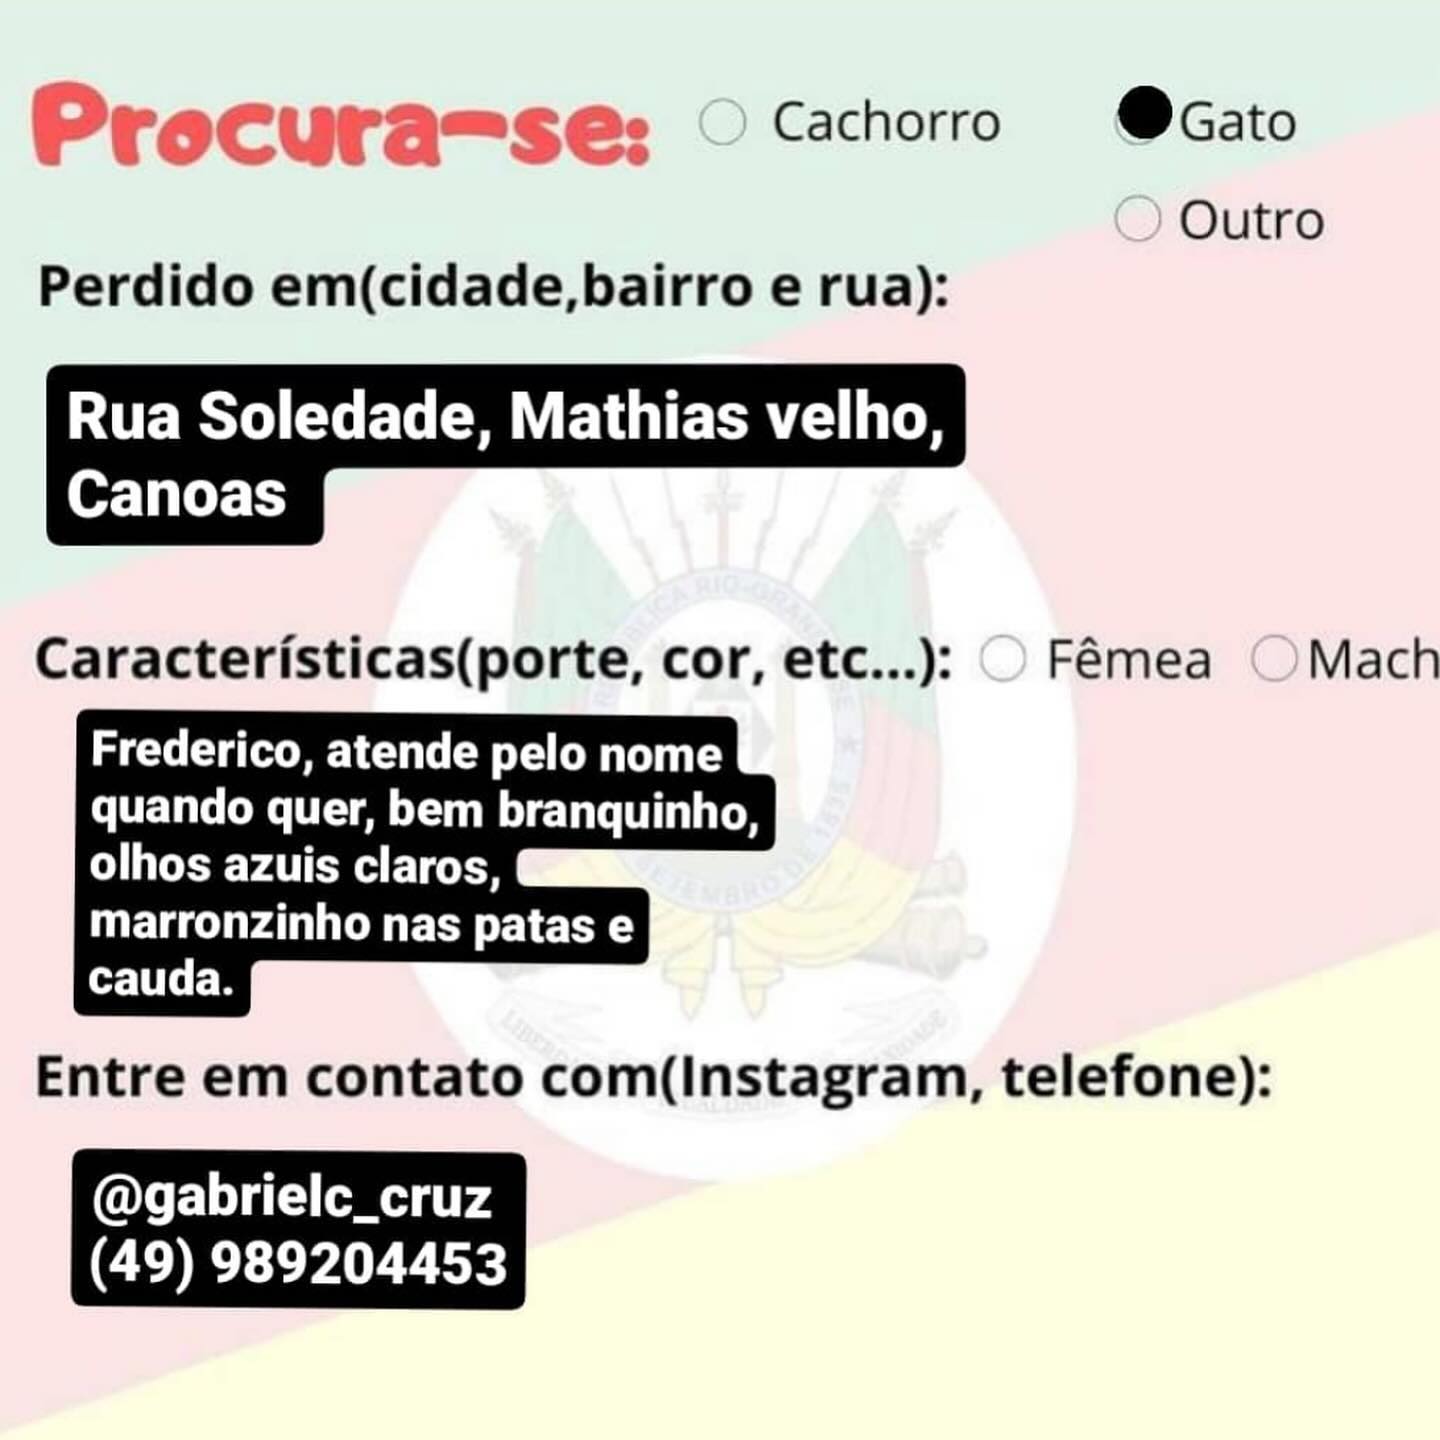 Procura-se: Cachorro Gato
Outro
Perdido em(cidade,bairro e rua):
Rua Soledade, Mathias velho,
Canoas
Características(porte, cor, etc...): Fêmea Mach
Frederico, atende pelo nome
quando quer, bem branquinho,
olhos azuis claros,
marronzinho nas patas e
cauda.
Entre em contato com(Instagram, telefone):
@gabrielc_cruz
(49) 989204453